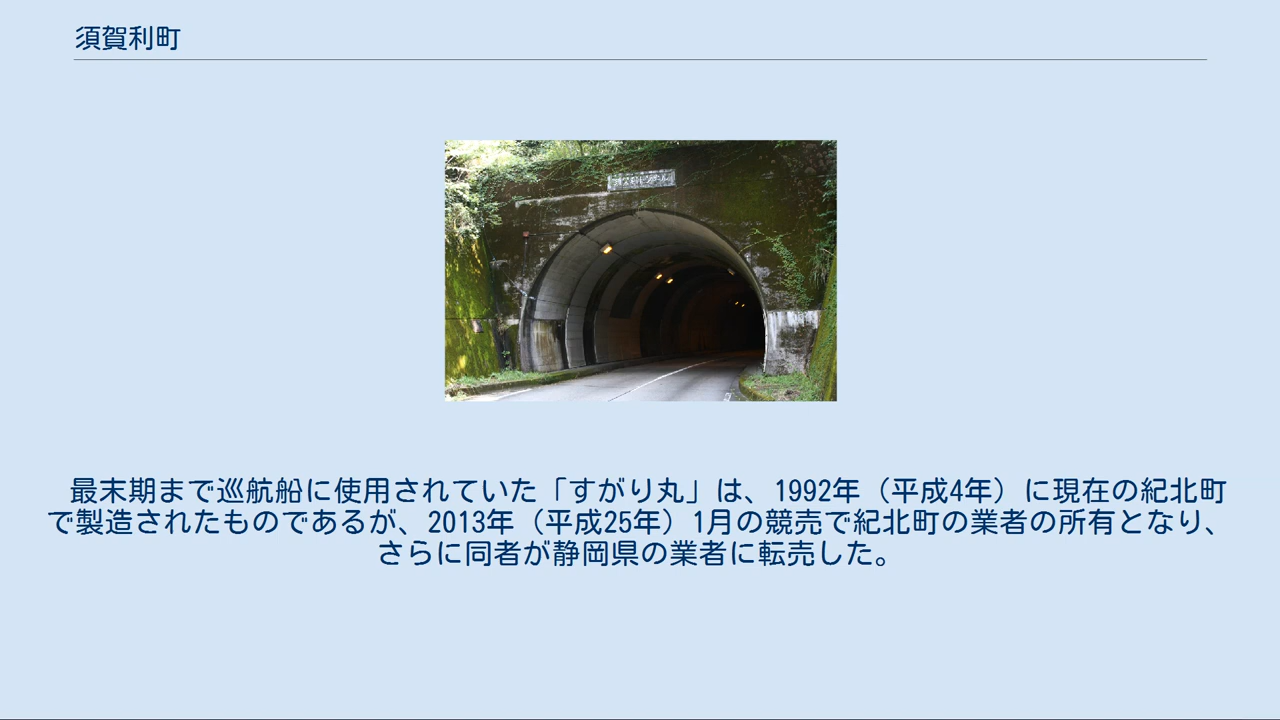 須賀利町
最末期まで巡航船に使用されていた「すがり丸」は、1992年（平成4年）に現在の紀北町
で製造されたものであるが、2013年（平成25年）1月の競売で紀北町の業者の所有となり、
さらに同者が静岡県の業者に転売した。